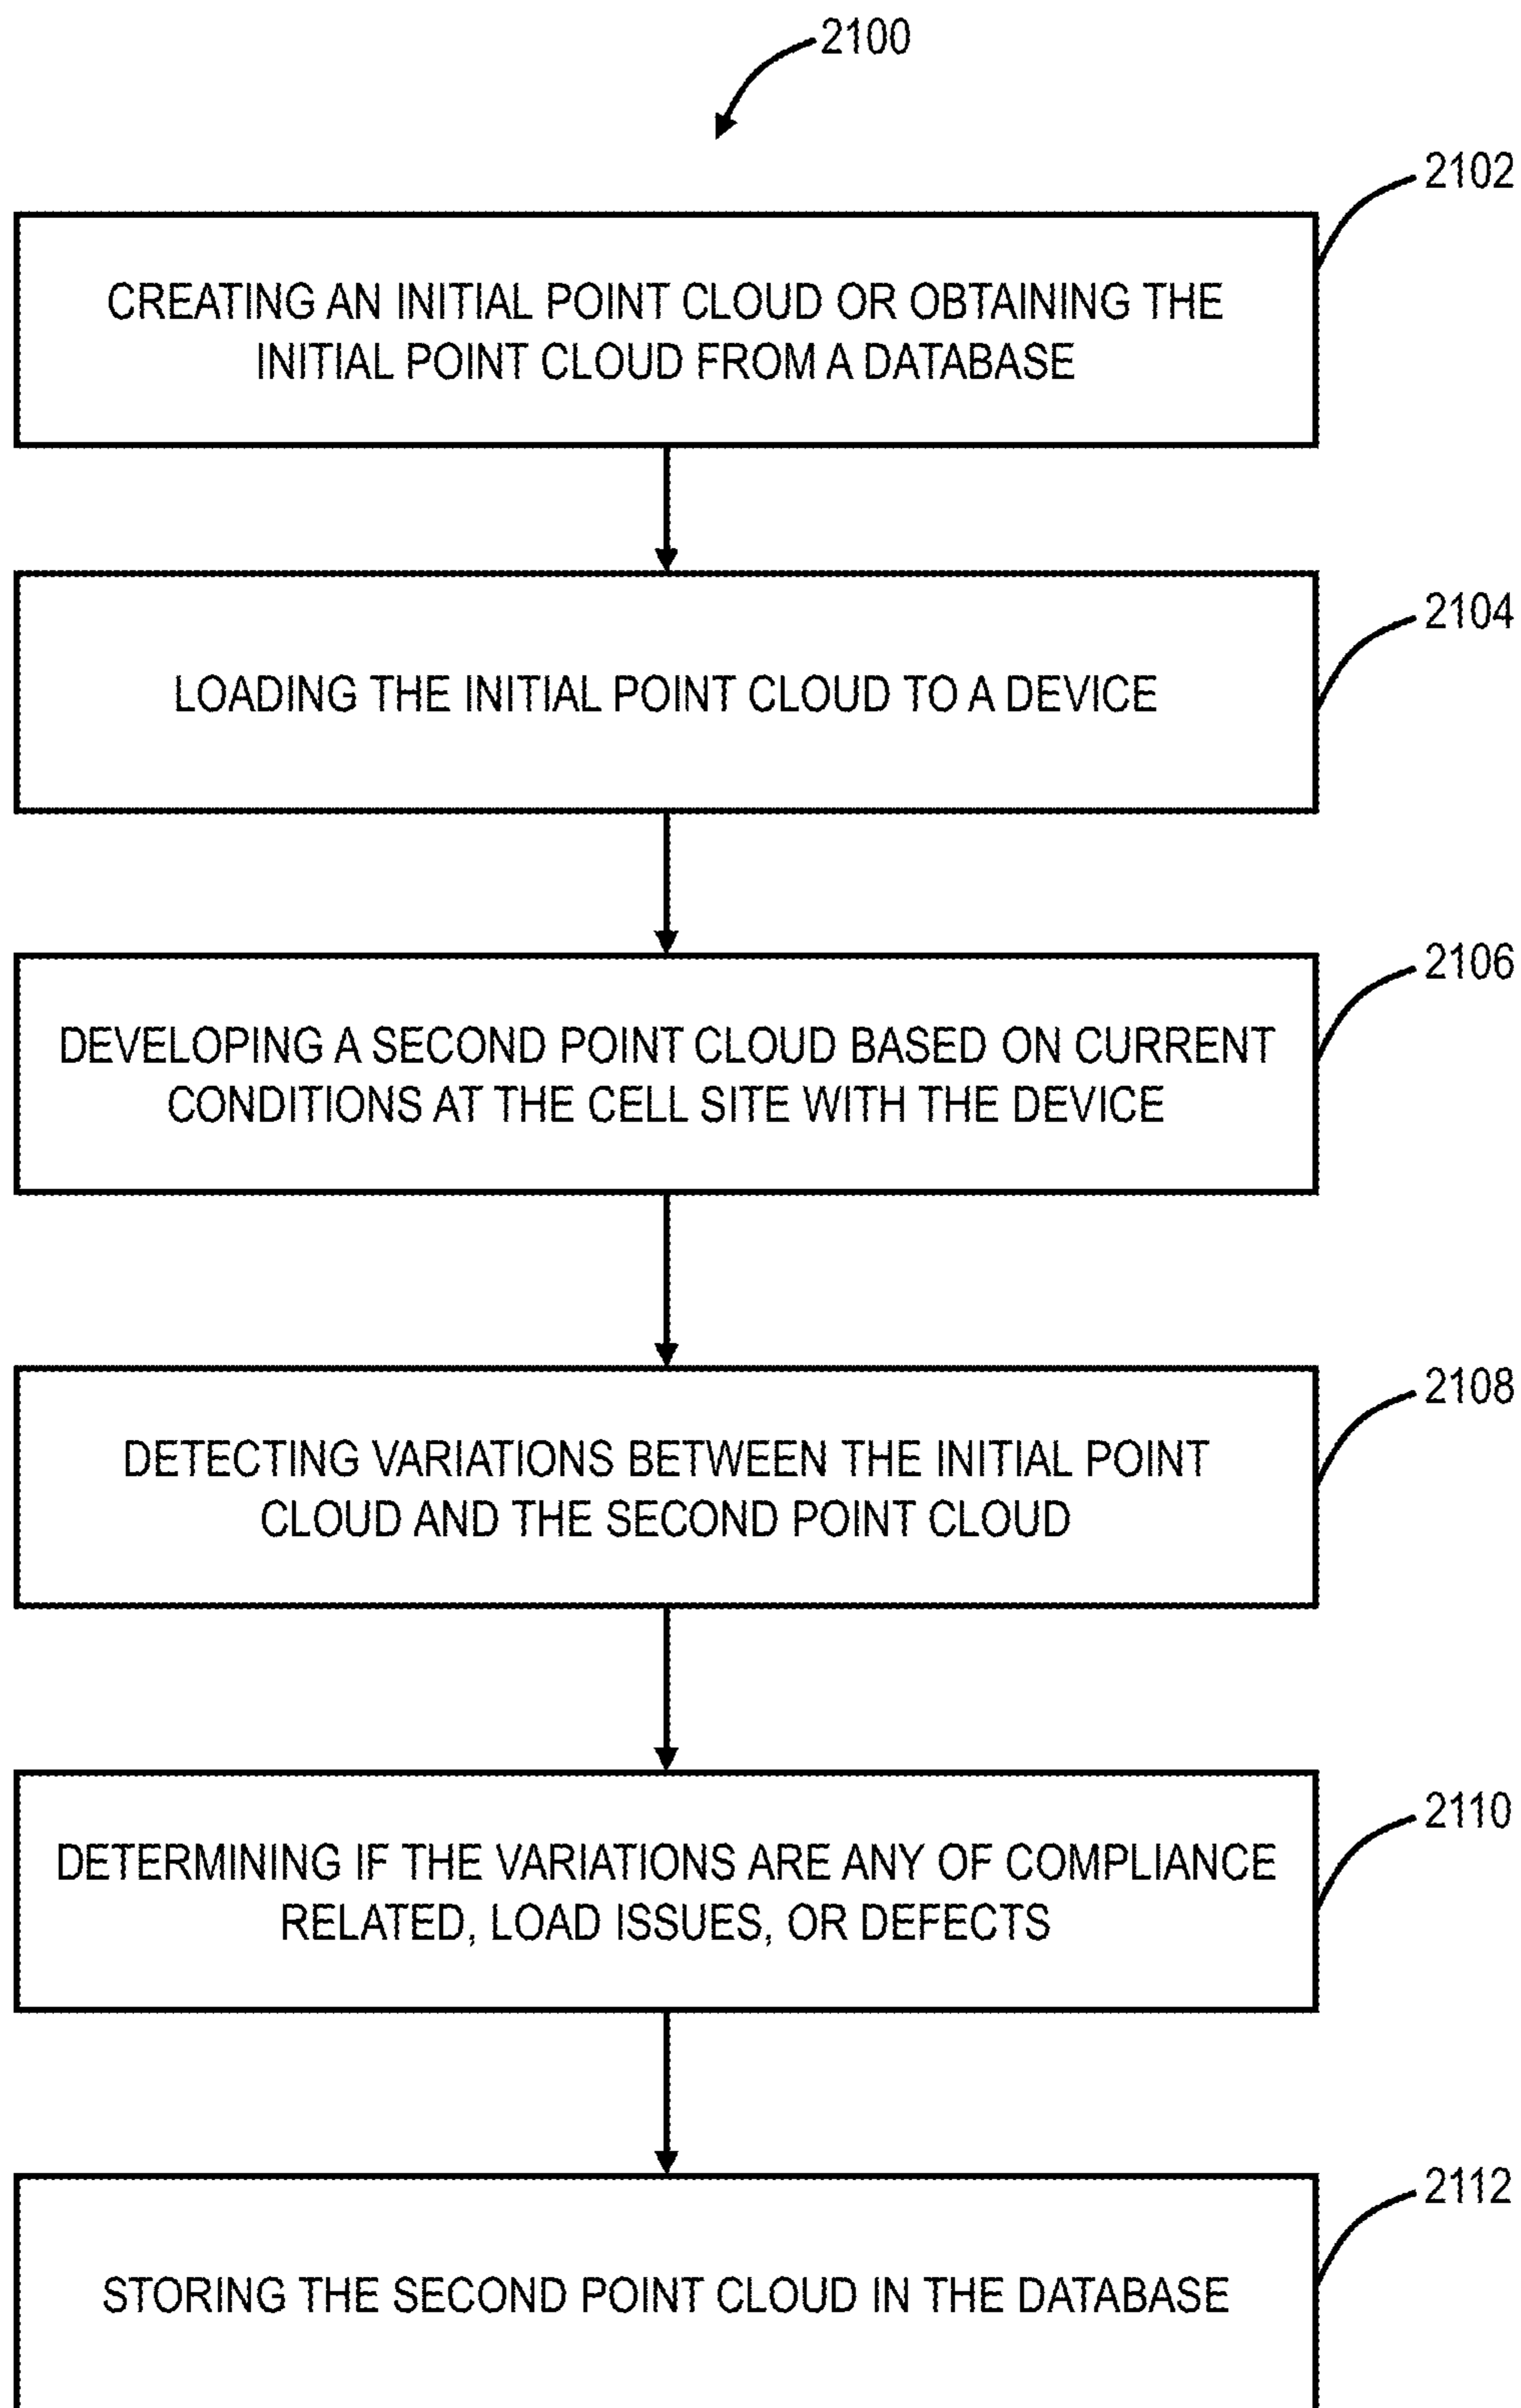 2100
2102
CREATING AN INITIAL POINT CLOUD OR OBTAINING THE
INITIAL POINT CLOUD FROM A DATABASE
2104
LOADING THE INITIAL POINT CLOUD TO A DEVICE
2106
DEVELOPING A SECOND POINT CLOUD BASED ON CURRENT
CONDITIONS AT THE CELL SITE WITH THE DEVICE
2108
DETECTING VARIATIONS BETWEEN THE INITIAL POINT
CLOUD AND THE SECOND POINT CLOUD
2110
DETERMINING IF THE VARIATIONS ARE ANY OF COMPLIANCE
RELATED, LOAD ISSUES, OR DEFECTS
2112
STORING THE SECOND POINT CLOUD IN THE DATABASE